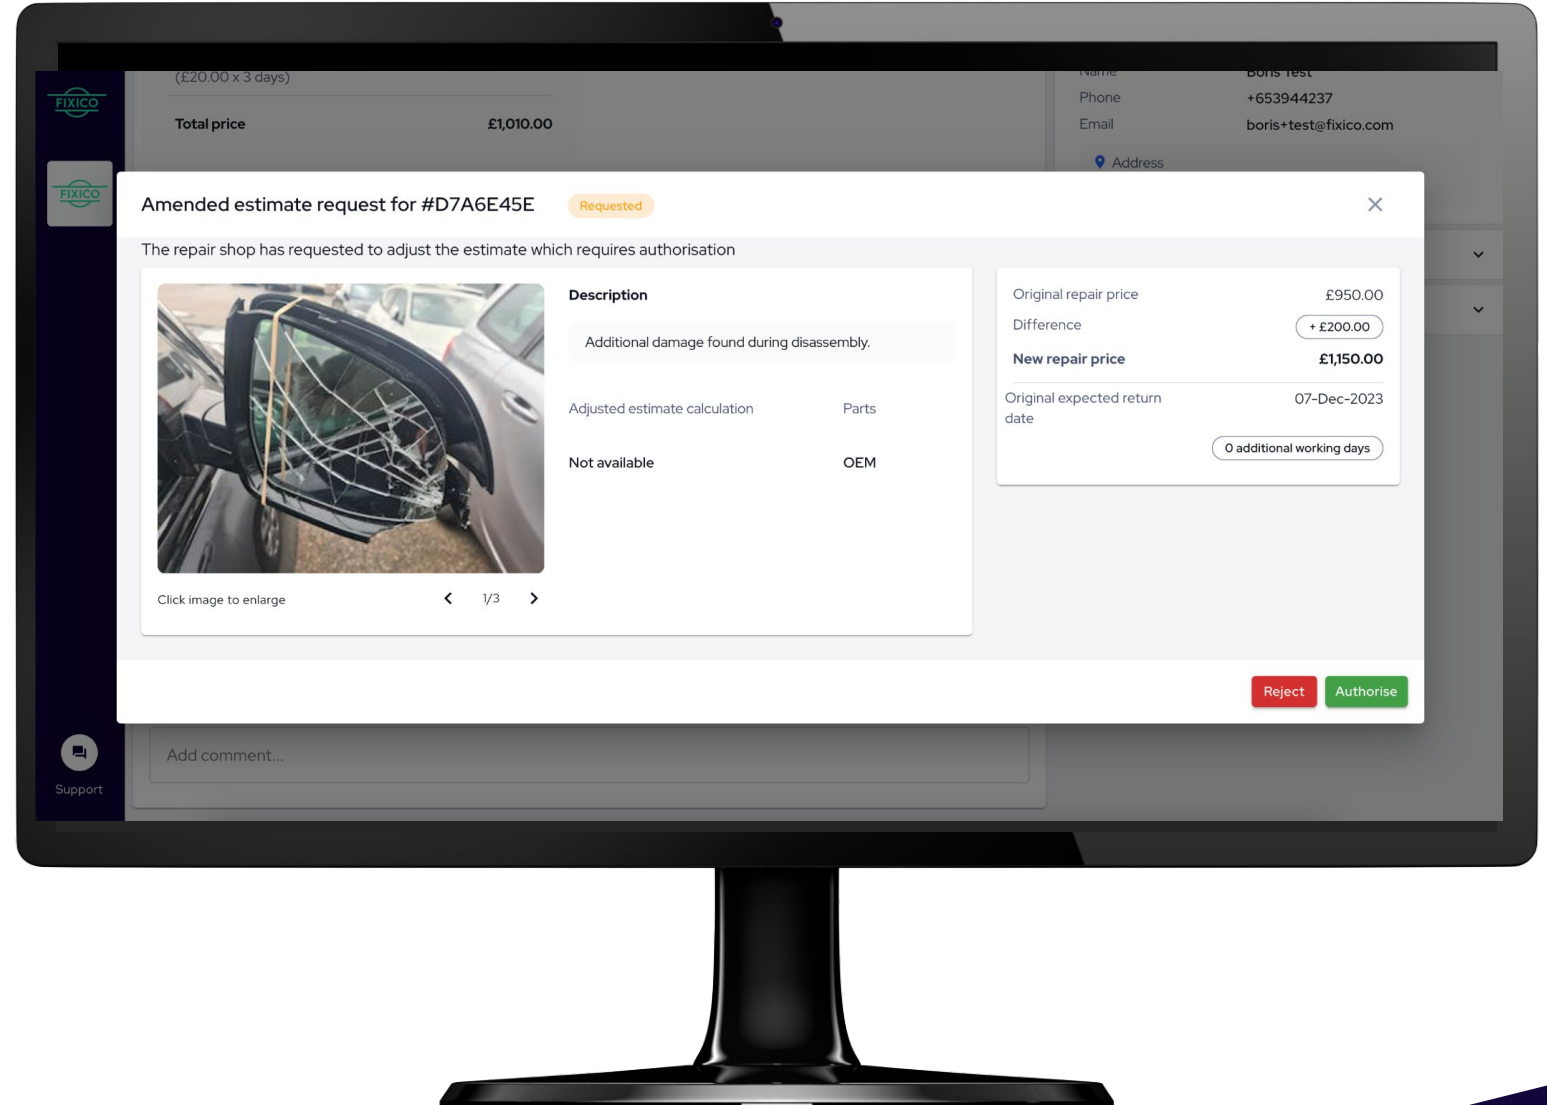 FIXICO
(£20.00 x 3 days)
Total price £1,010.00
Name Boris Test
Phone +653944237
Email boris+test@fixico.com
Address
FIXICO
Amended estimate request for #D7A6E45E Requested
The repair shop has requested to adjust the estimate which requires authorisation
Description
Additional damage found during disassembly.
Adjusted estimate calculation Parts
Not available OEM
Click image to enlarge 1/3
Original repair price £950.00
Difference + £200.00
New repair price £1,150.00
Original expected return 07-Dec-2023
date
0 additional working days
Reject Authorise
Add comment...
Support